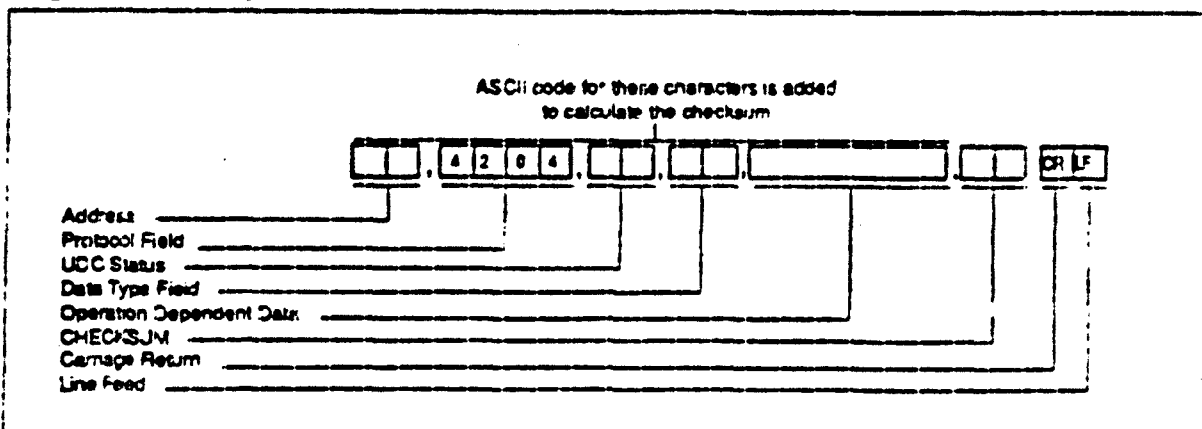 ASCII code for these characters is added
to calculate the checksum
, 4 2 0 4 , , , , CR LF
Address
Protocol Field
UDC Status
Data Type Field
Operation Dependent Data
CHECKSUM
Carriage Return
Line Feed